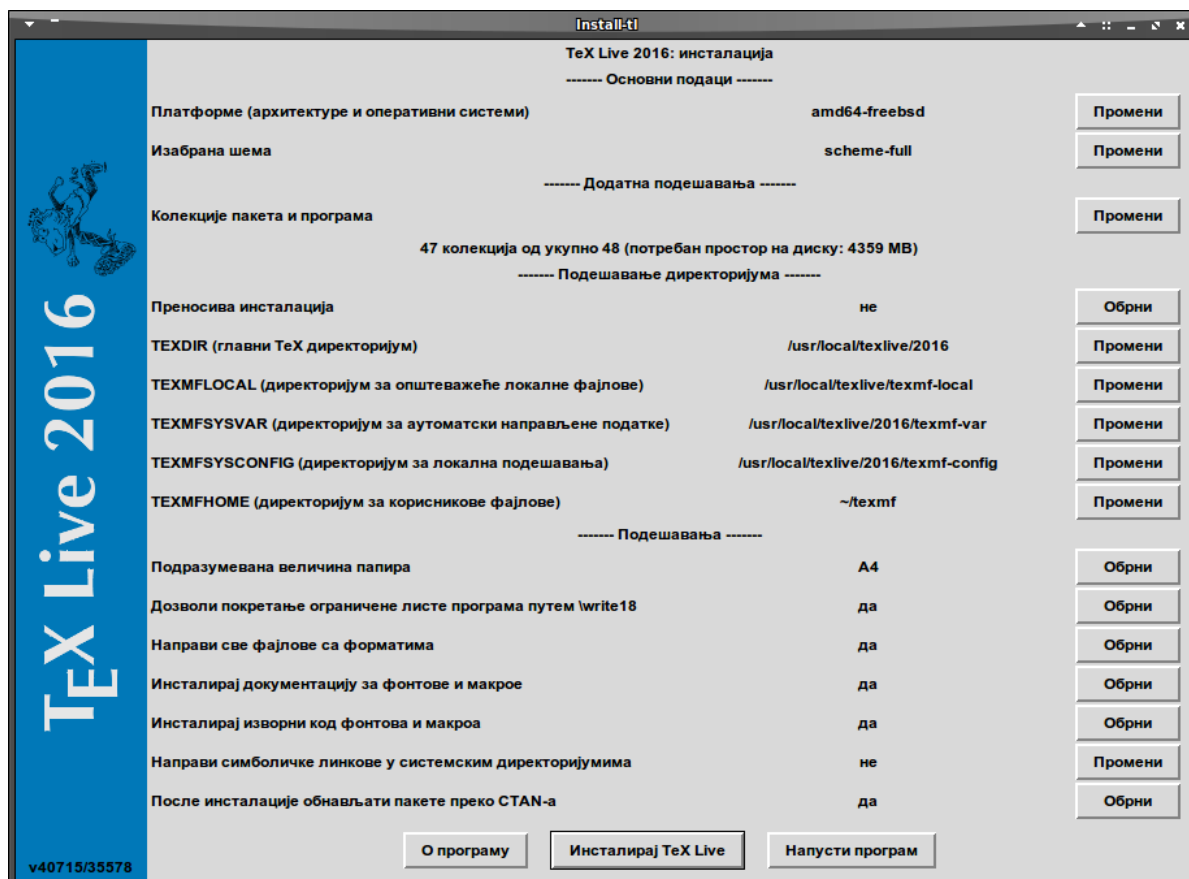 Install-tl
TeX Live 2016: инсталација
------- Основни подаци -------
Платформе (архитектуре и оперативни системи) amd64-freebsd Промени
Изабрана шема scheme-full Промени
------- Додатна подешавања -------
Колекције пакета и програма Промени
47 колекција од укупно 48 (потребан простор на диску: 4359 MB)
------- Подешавање директоријума -------
Преносива инсталација не Обрни
TEXDIR (главни TeX директоријум) /usr/local/texlive/2016 Промени
TEXMFLOCAL (директоријум за општеважеће локалне фајлове) /usr/local/texlive/texmf-local Промени
TEXMFSYSVAR (директоријум за аутоматски направљене податке) /usr/local/texlive/2016/texmf-var Промени
TEXMFSYSCONFIG (директоријум за локална подешавања) /usr/local/texlive/2016/texmf-config Промени
TEXMFHOME (директоријум за корисникове фајлове) ~/texmf Промени
------- Подешавања -------
Подразумевана величина папира A4 Обрни
Дозволи покретање ограничене листе програма путем \write18 да Обрни
Направи све фајлове са форматима да Обрни
Инсталирај документацију за фонтове и макрое да Обрни
Инсталирај изворни код фонтова и макроа да Обрни
Направи симболичке линкове у системским директоријумима не Промени
После инсталације обнављати пакете преко CTAN-а да Обрни
О програму Инсталирај TeX Live Напусти програм
TEX Live 2016
v40715/35578